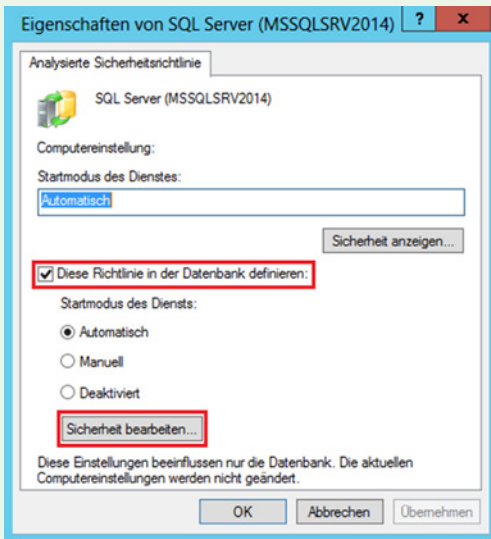 Eigenschaften von SQL Server (MSSQLSRV2014)
?
x
Analysierte Sicherheitsrichtlinie
SQL Server (MSSQLSRV2014)
Computereinstellung:
Startmodus des Dienstes:
Automatisch
Sicherheit anzeigen...
Diese Richtlinie in der Datenbank definieren:
Startmodus des Diensts:
Automatisch
Manuell
Deaktiviert
Sicherheit bearbeiten...
Diese Einstellungen beeinflussen nur die Datenbank. Die aktuellen
Computereinstellungen werden nicht geändert.
OK Abbrechen Übernehmen